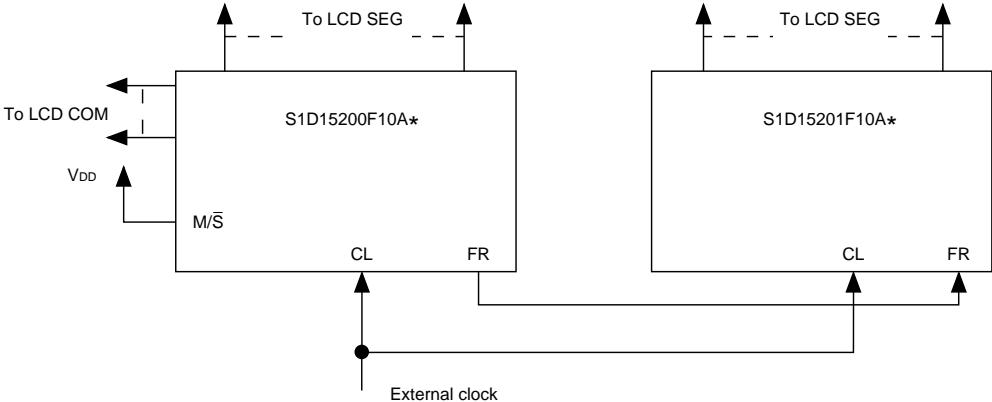 To LCD SEG
To LCD SEG
To LCD COM
S1D15200F10A*
S1D15201F10A*
VDD
M/S̅
CL
FR
CL
FR
External clock